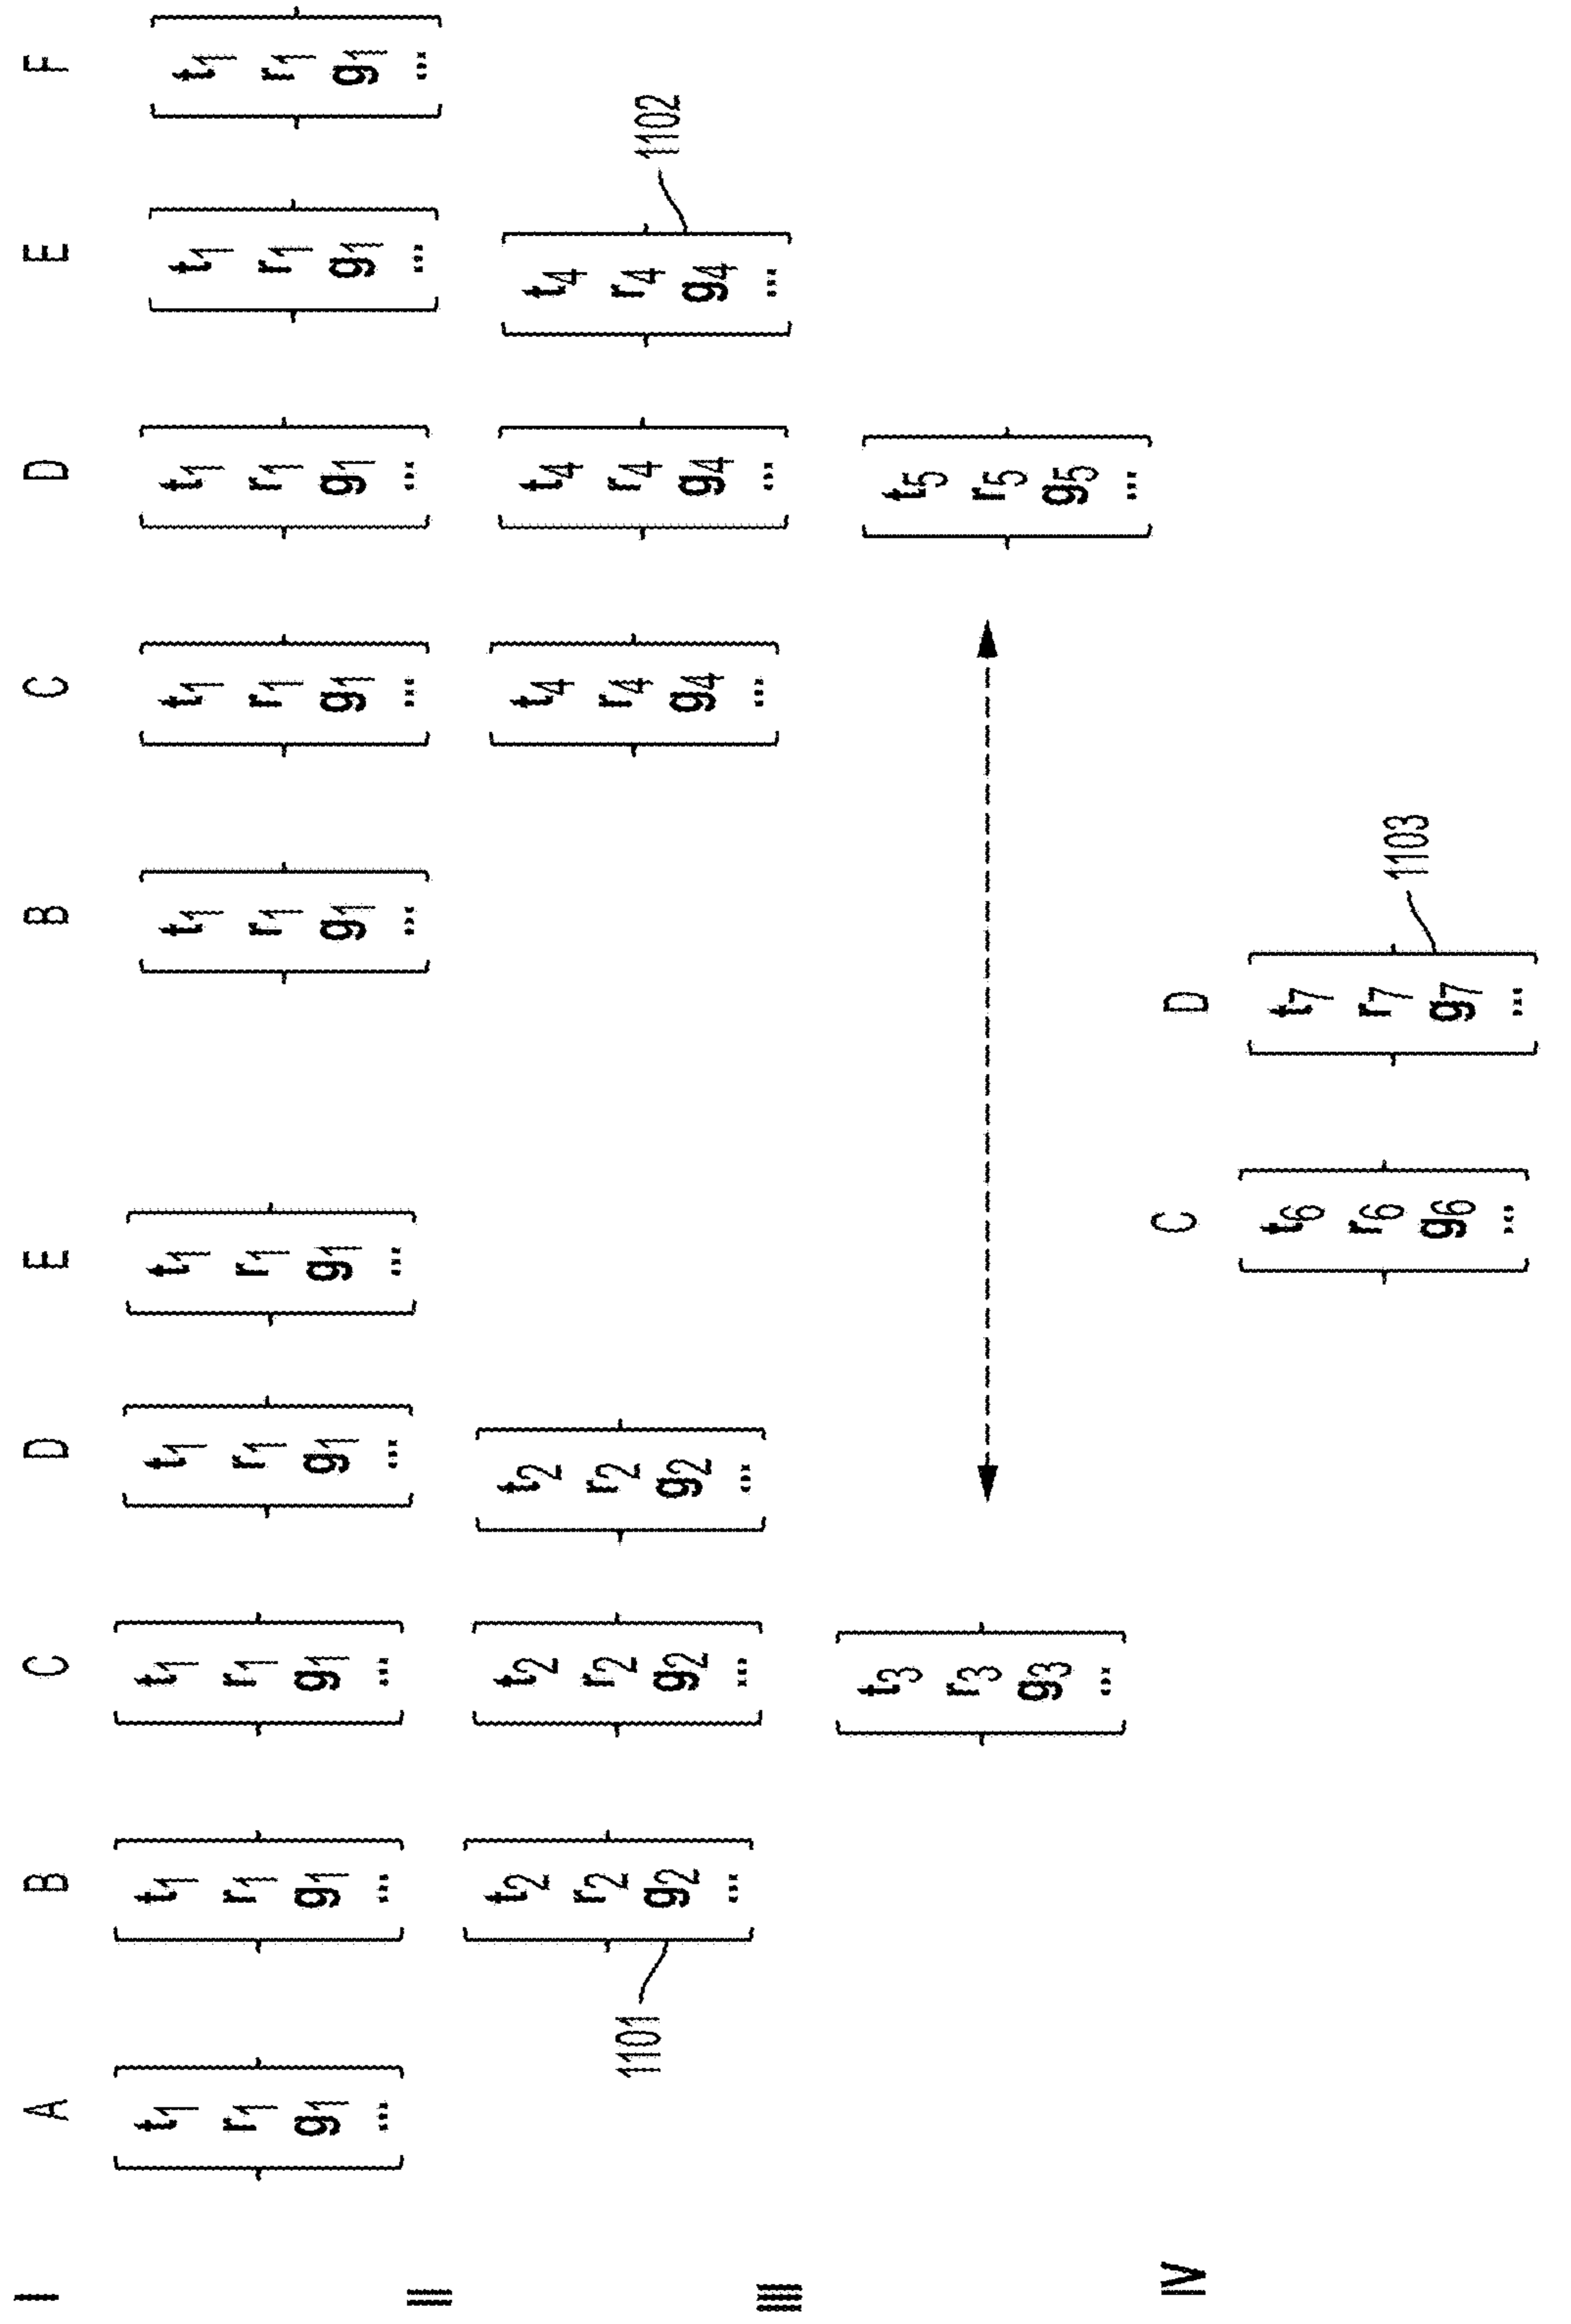 I A B C D E B C D E F
t1 t1 t1 t1 t1 t1 t1 t1 t1 t1
r1 r1 r1 r1 r1 r1 r1 r1 r1 r1
g1 g1 g1 g1 g1 g1 g1 g1 g1 g1
... ... ... ... ... ... ... ... ... ...
II
t2 t2 t2 t4 t4 t4
r2 r2 r2 r4 r4 r4
1101 g2 g2 g2 g4 g4 g4 1102
... ... ... ... ... ...
III
t3 t5
r3 r5
g3 g5
... ...
IV C D
t6 t7
r6 r7
g6 g7 1103
... ...